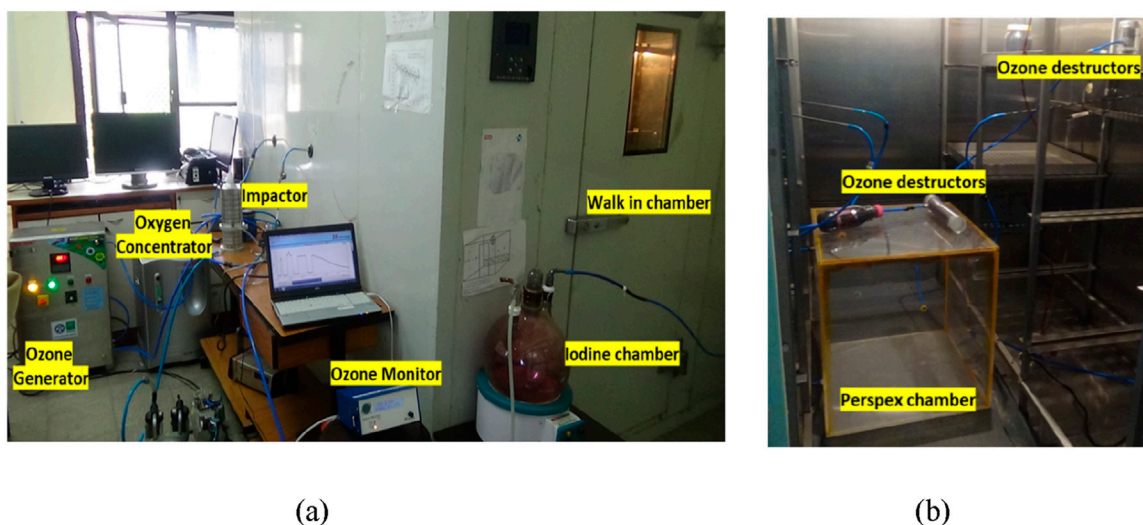 Impactor
Oxygen
Concentrator
Walk in chamber
Ozone
Generator
Ozone Monitor
Iodine chamber
Ozone destructors
Ozone destructors
Perspex chamber
(a)
(b)